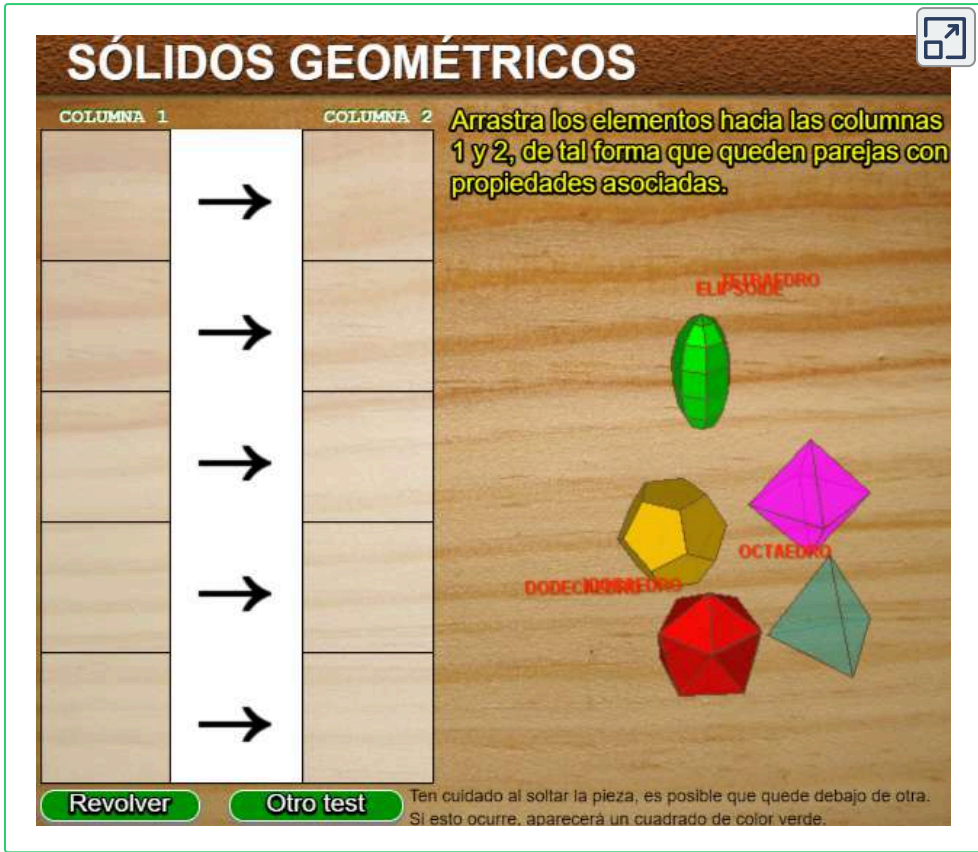 SÓLIDOS GEOMÉTRICOS
COLUMNA 1
COLUMNA 2
Arrastra los elementos hacia las columnas
1 y 2, de tal forma que queden parejas con
propiedades asociadas.
TETRAEDRO
ELIPSOIDE
OCTAEDRO
Revolver
Otro test
Ten cuidado al soltar la pieza, es posible que quede debajo de otra.
Si esto ocurre, aparecerá un cuadrado de color verde.